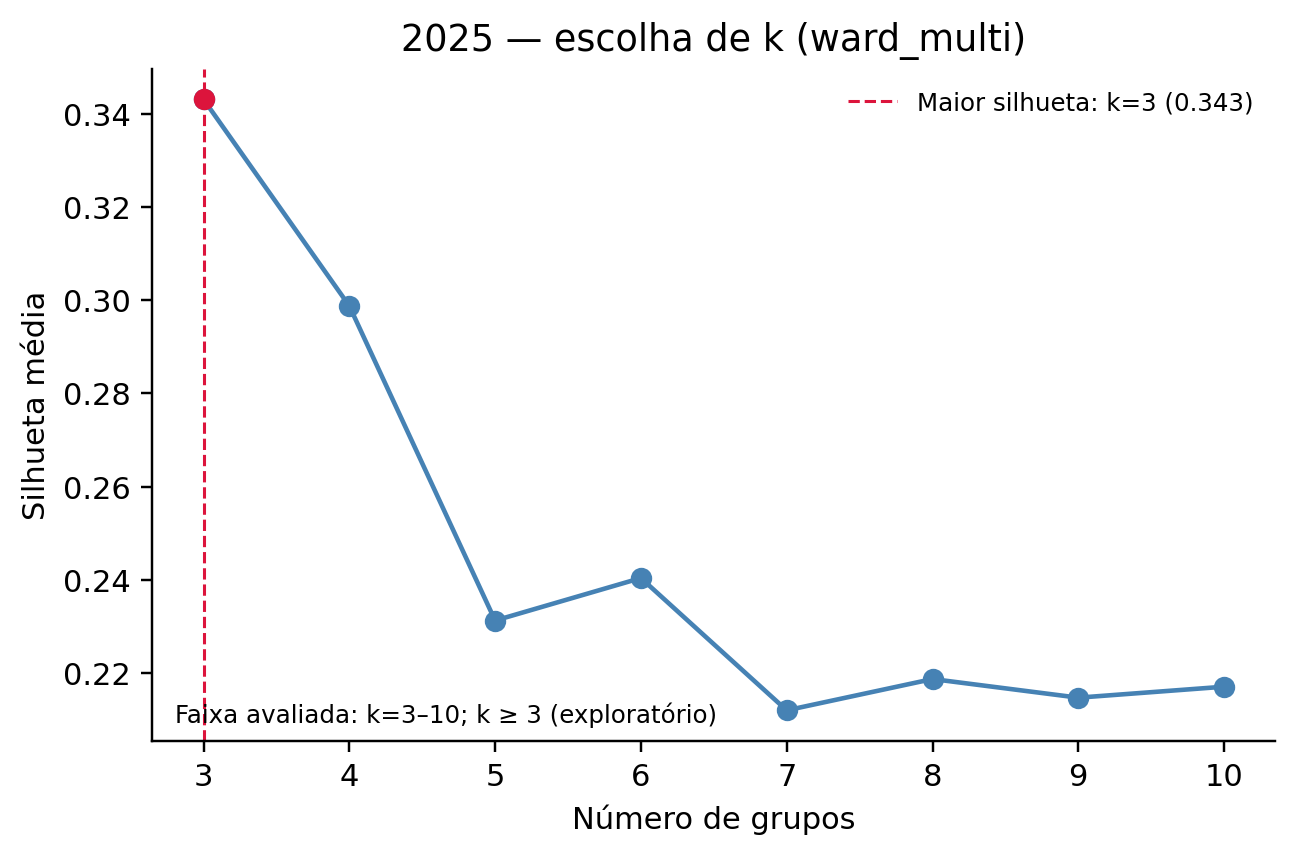 2025 — escolha de k (ward_multi)
Maior silhueta: k=3 (0.343)
Silhueta média
0.34
0.32
0.30
0.28
0.26
0.24
0.22
Faixa avaliada: k=3–10; k ≥ 3 (exploratório)
3 4 5 6 7 8 9 10
Número de grupos